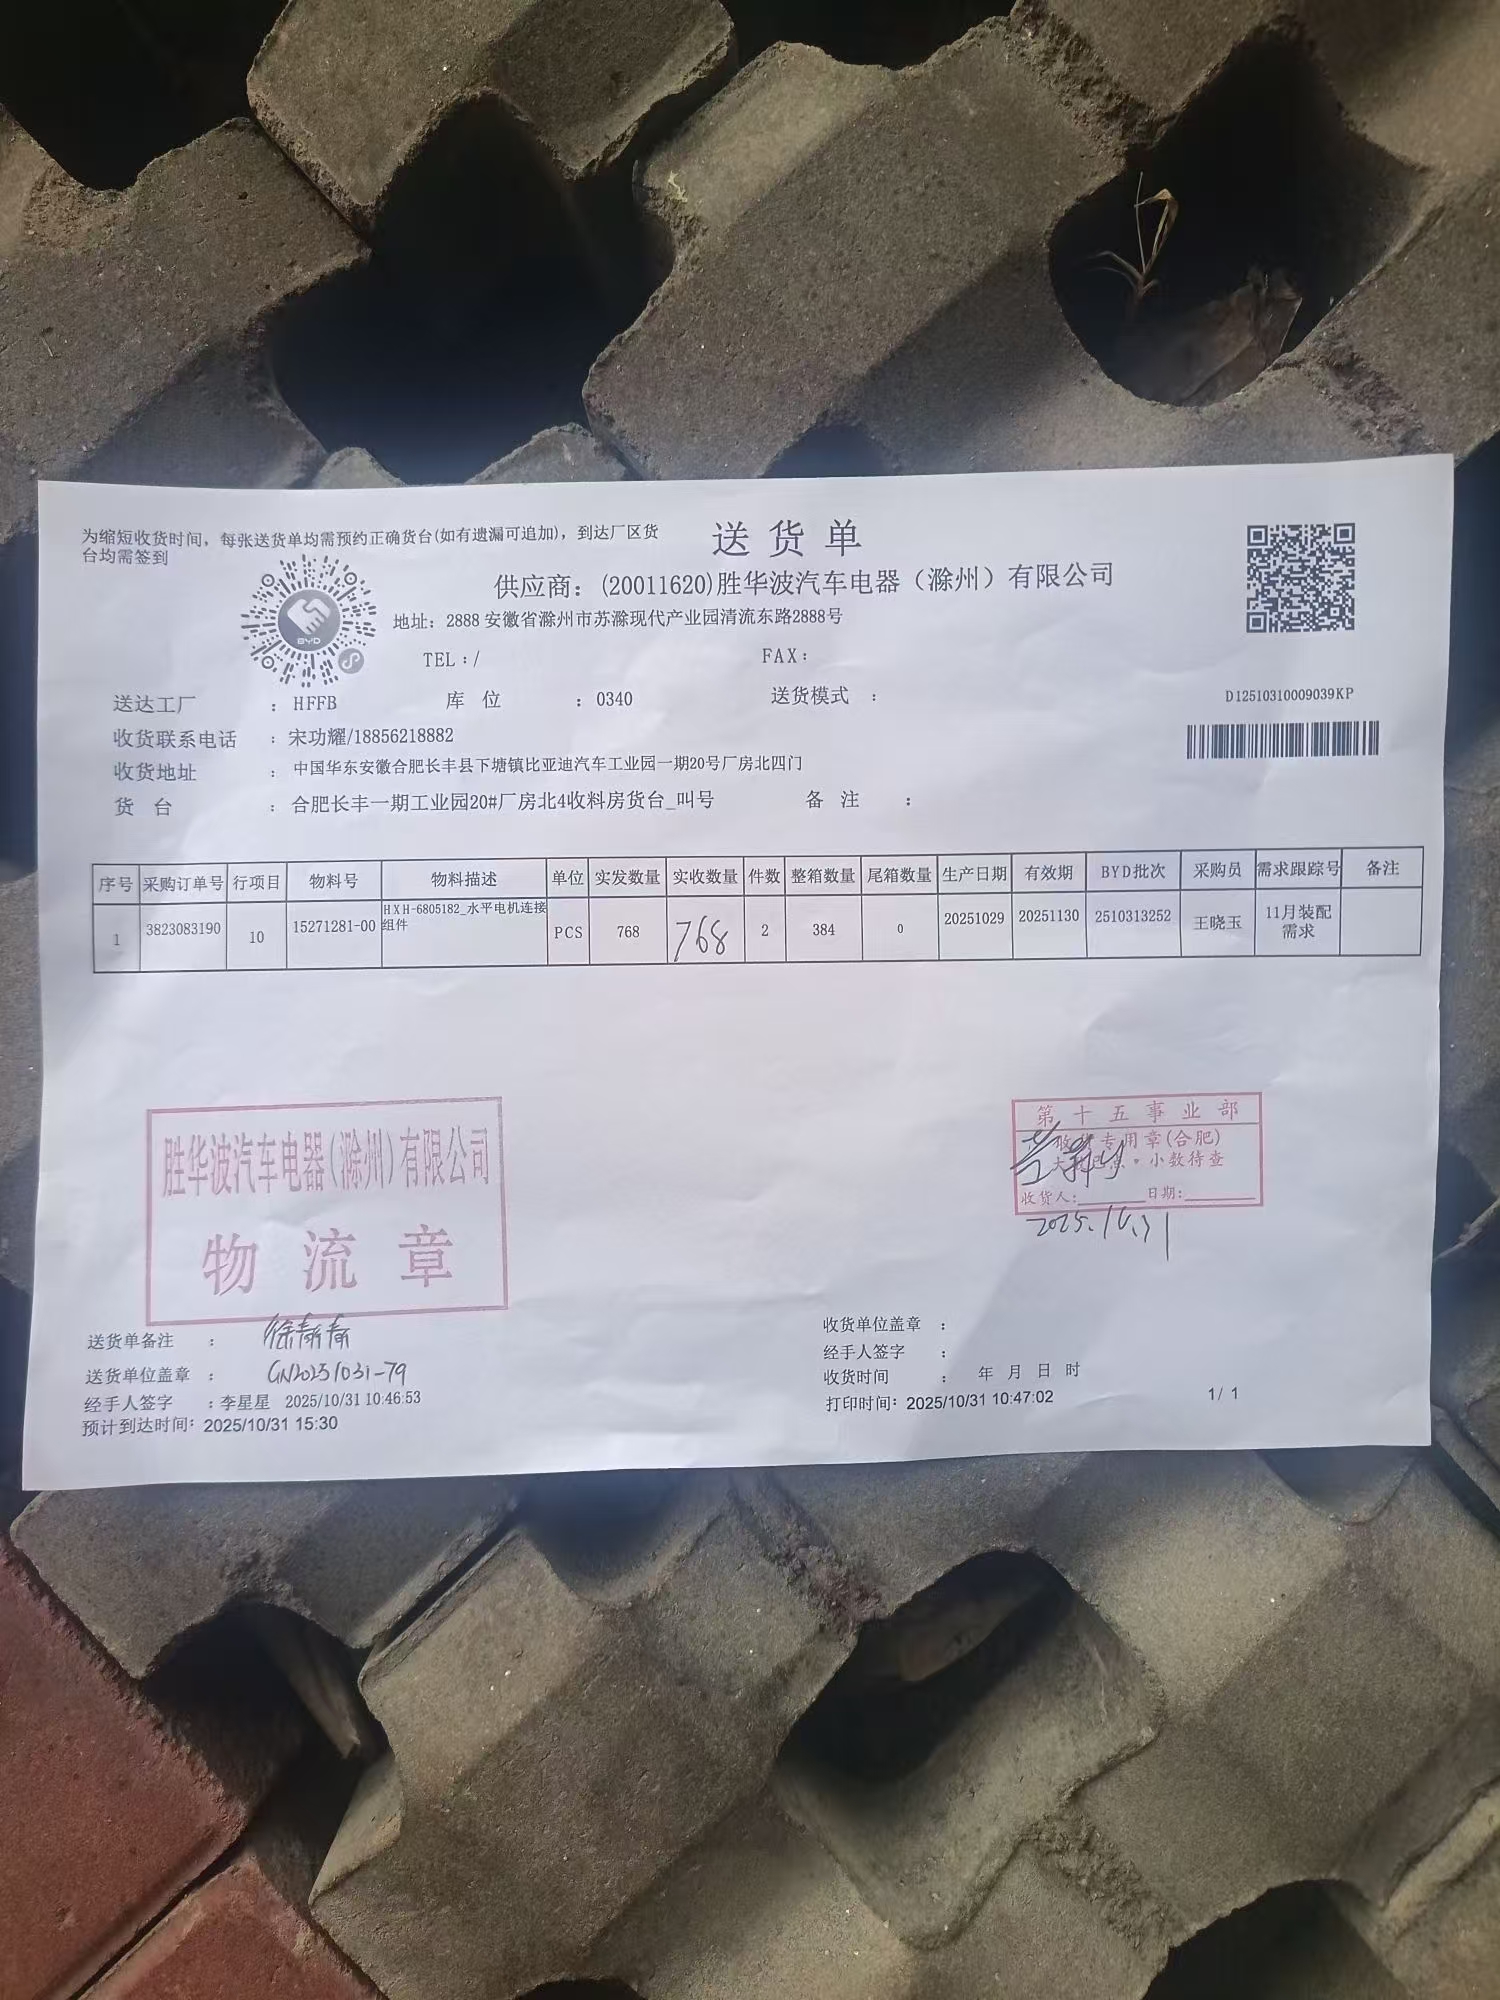 为缩短收货时间，每张送货单均需预约正确货台(如有遗漏可追加)，到达厂区货
台均需签到
送货单
供应商：(20011620)胜华波汽车电器（滁州）有限公司
BYD
地址：2888 安徽省滁州市苏滁现代产业园清流东路2888号
TEL：/ FAX：
D12510310009039KP
送达工厂 ：HFFB 库 位 ：0340 送货模式 ：
收货联系电话 ：宋功耀/18856218882
收货地址 ：中国华东安徽合肥长丰县下塘镇比亚迪汽车工业园一期20号厂房北四门
货 台 ：合肥长丰一期工业园20#厂房北4收料房货台_叫号 备 注 ：
序号 采购订单号 行项目 物料号 物料描述 单位 实发数量 实收数量 件数 整箱数量 尾箱数量 生产日期 有效期 BYD批次 采购员 需求跟踪号 备注
1 3823083190 10 15271281-00 HXH-6805182_水平电机连接组件 PCS 768 768 2 384 0 20251029 20251130 2510313252 王晓玉 11月装配需求
胜华波汽车电器(滁州)有限公司
物流章
第十五事业部
收货专用章(合肥)
小数待查
收货人： 日期：
2025.10.31
送货单备注 ：
送货单位盖章 ：GN20251031-79
经手人签字 ：李星星 2025/10/31 10:46:53
预计到达时间：2025/10/31 15:30
收货单位盖章 ：
经手人签字 ：
收货时间 ： 年 月 日 时
打印时间：2025/10/31 10:47:02
1/ 1